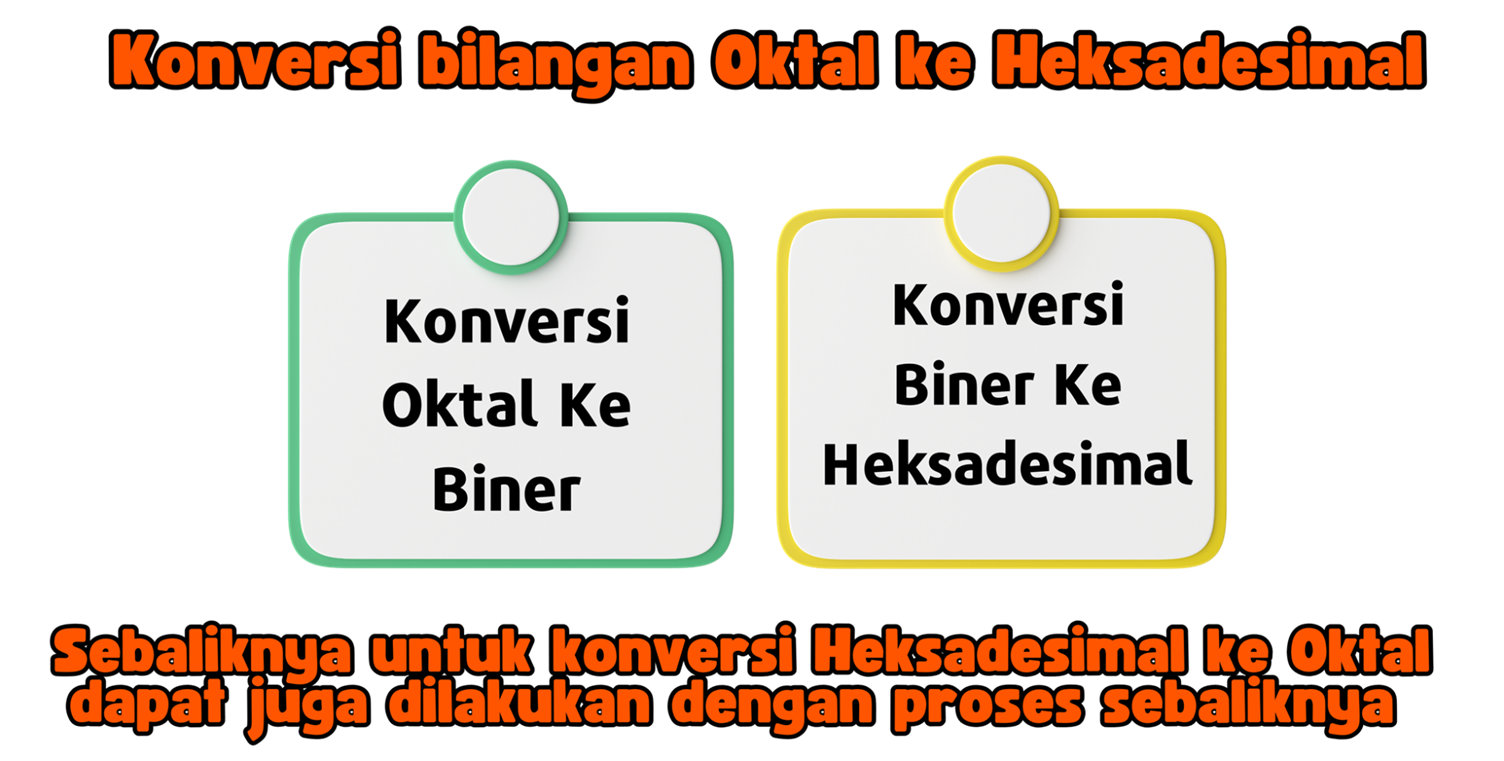 Konversi bilangan Oktal ke Heksadesimal
Konversi
Oktal Ke
Biner
Konversi
Biner Ke
Heksadesimal
Sebaliknya untuk konversi Heksadesimal ke Oktal
dapat juga dilakukan dengan proses sebaliknya